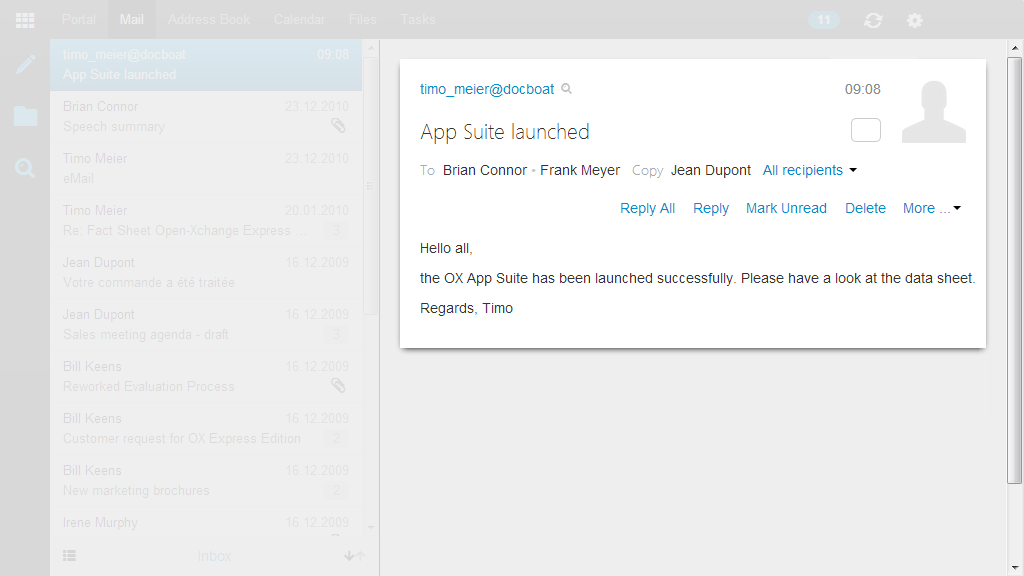 Portal Mail Address Book Calendar Files Tasks 11
timo_meier@docboat 09:08
App Suite launched
Brian Connor 23.12.2010
Speech summary
Timo Meier 23.12.2010
eMail
Timo Meier 20.01.2010
Re: Fact Sheet Open-Xchange Express ... 3
Jean Dupont 16.12.2009
Votre commande a été traitée
Jean Dupont 16.12.2009
Sales meeting agenda - draft 3
Bill Keens 16.12.2009
Reworked Evaluation Process
Bill Keens 16.12.2009
Customer request for OX Express Edition 2
Bill Keens 16.12.2009
New marketing brochures 2
Irene Murphy 16.12.2009
Inbox
timo_meier@docboat 09:08
App Suite launched
To Brian Connor • Frank Meyer Copy Jean Dupont All recipients
Reply All Reply Mark Unread Delete More ...
Hello all,
the OX App Suite has been launched successfully. Please have a look at the data sheet.
Regards, Timo